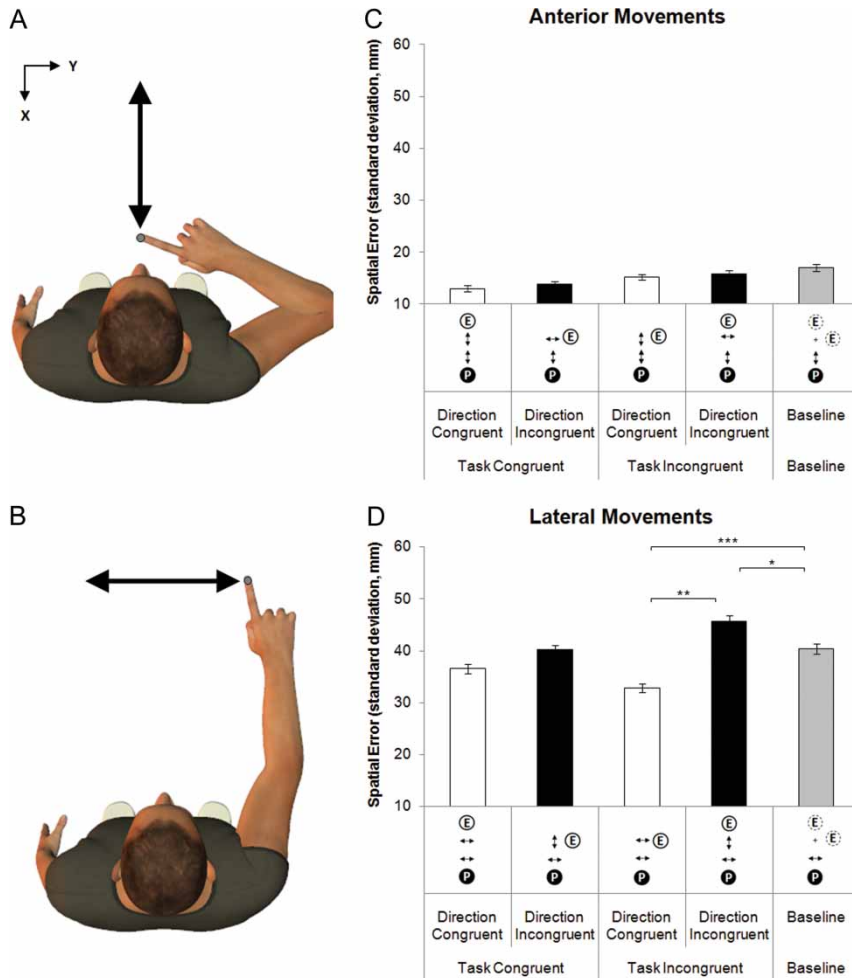 A
Y
X
C
Anterior Movements
Spatial Error (standard deviation, mm)
60
50
40
30
20
10
E E E E E
E
P P P P P
Direction Congruent Direction Incongruent Direction Congruent Direction Incongruent Baseline
Task Congruent Task Incongruent Baseline
B
D
Lateral Movements
Spatial Error (standard deviation, mm)
60
50
40
30
20
10
***
*
**
E E E E E
E
P P P P P
Direction Congruent Direction Incongruent Direction Congruent Direction Incongruent Baseline
Task Congruent Task Incongruent Baseline